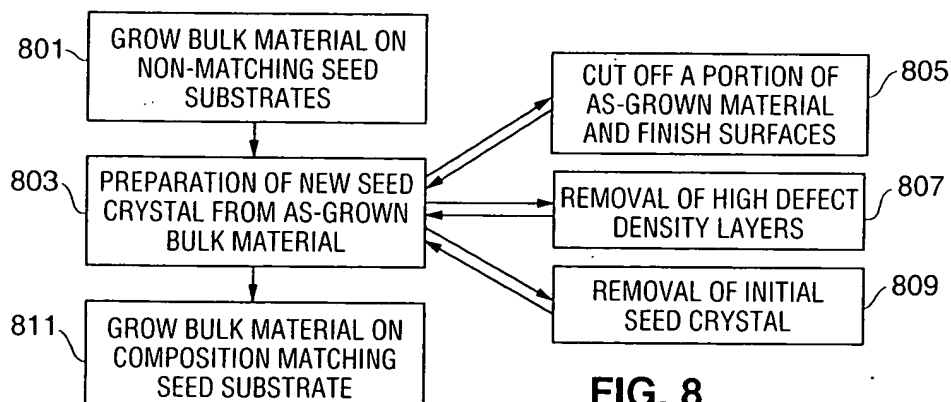 801
GROW BULK MATERIAL ON
NON-MATCHING SEED
SUBSTRATES
803
PREPARATION OF NEW SEED
CRYSTAL FROM AS-GROWN
BULK MATERIAL
811
GROW BULK MATERIAL ON
COMPOSITION MATCHING
SEED SUBSTRATE
CUT OFF A PORTION OF
AS-GROWN MATERIAL
AND FINISH SURFACES
805
REMOVAL OF HIGH DEFECT
DENSITY LAYERS
807
REMOVAL OF INITIAL
SEED CRYSTAL
809
FIG. 8